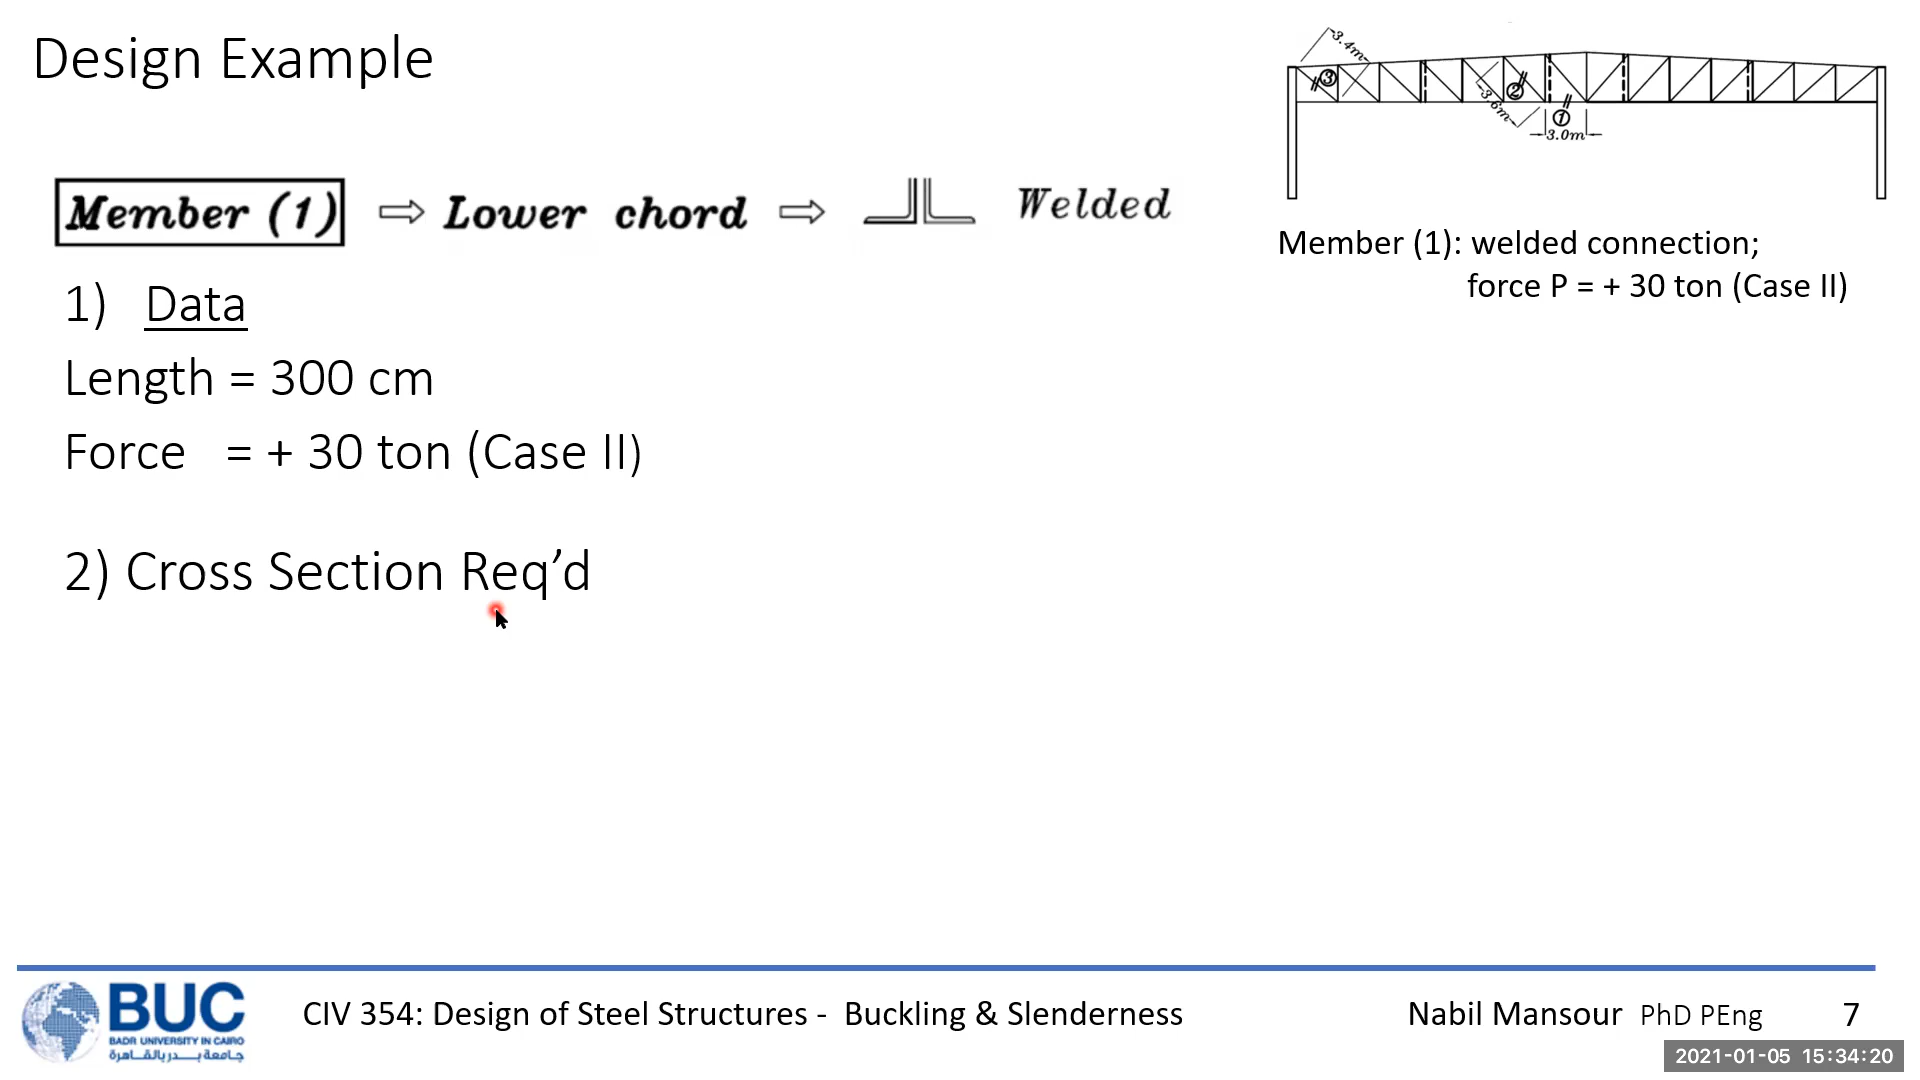 Design Example
3.4m
③
②
3.6m
①
3.0m
Member (1) ⇨ Lower chord ⇨ Welded
Member (1): welded connection;
force P = + 30 ton (Case II)
1) Data
Length = 300 cm
Force = + 30 ton (Case II)
2) Cross Section Req’d
BUC
BADR UNIVERSITY IN CAIRO
جامعة بدر بالقاهرة
CIV 354: Design of Steel Structures - Buckling & Slenderness
Nabil Mansour PhD PEng
7
2021-01-05 15:34:20